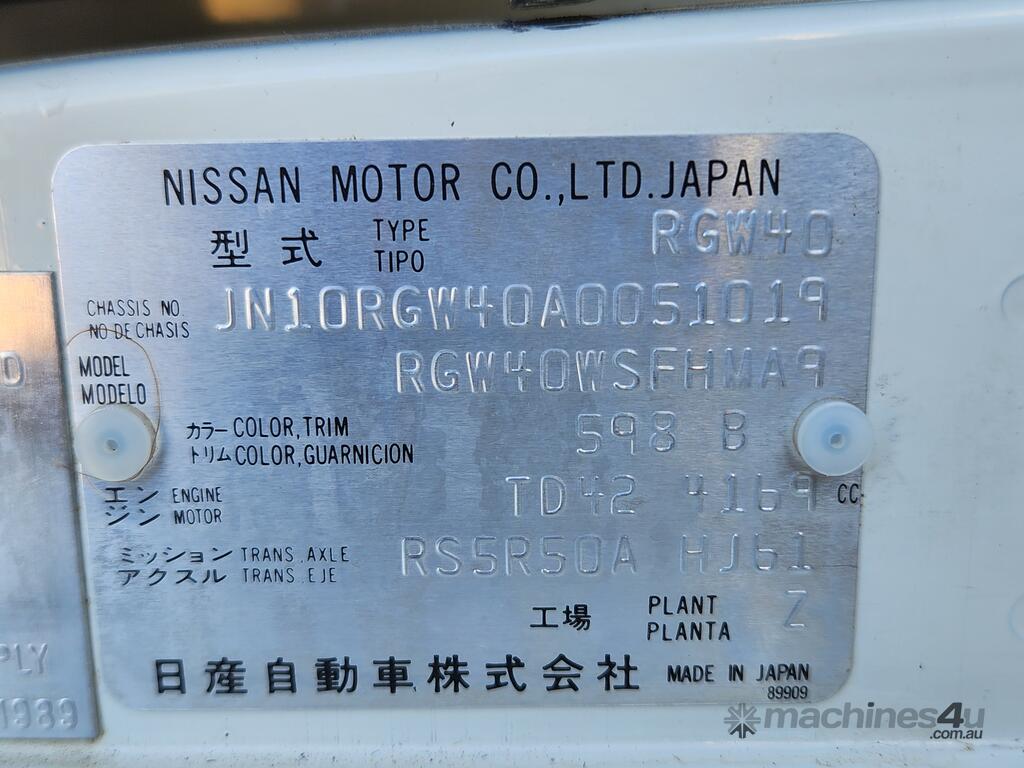 NISSAN MOTOR CO.,LTD.JAPAN
型式 TYPE TIPO RGW40
CHASSIS NO. NO DE CHASIS JN10RGW40A0051019
MODEL MODELO RGW40WSFHMA9
カラー COLOR,TRIM 598 B
トリム COLOR,GUARNICION
エン ENGINE TD42 4169 CC
ジン MOTOR
ミッション TRANS.AXLE RS5R50A HJ61
アクスル TRANS.EJE
工場 PLANT PLANTA Z
日産自動車株式会社 MADE IN JAPAN
89909
PLY
1989
machines4u
.com.au